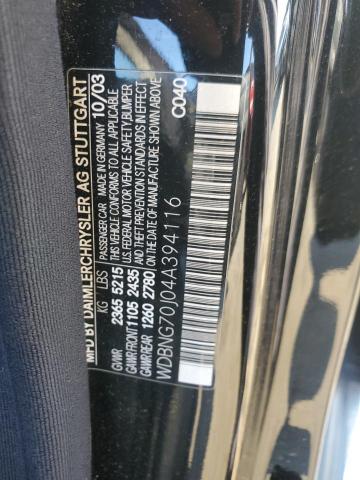 MFD BY DAIMLERCHRYSLER AG STUTTGART
KG LBS PASSENGER CAR MADE IN GERMANY 10/03
GVWR 2365 5215 THIS VEHICLE CONFORMS TO ALL APPLICABLE
GAWR FRONT 1105 2435 U.S. FEDERAL MOTOR VEHICLE SAFETY, BUMPER
GAWR REAR 1260 2780 AND THEFT PREVENTION STANDARDS IN EFFECT
ON THE DATE OF MANUFACTURE SHOWN ABOVE
WDBNG70J04A394116 C040